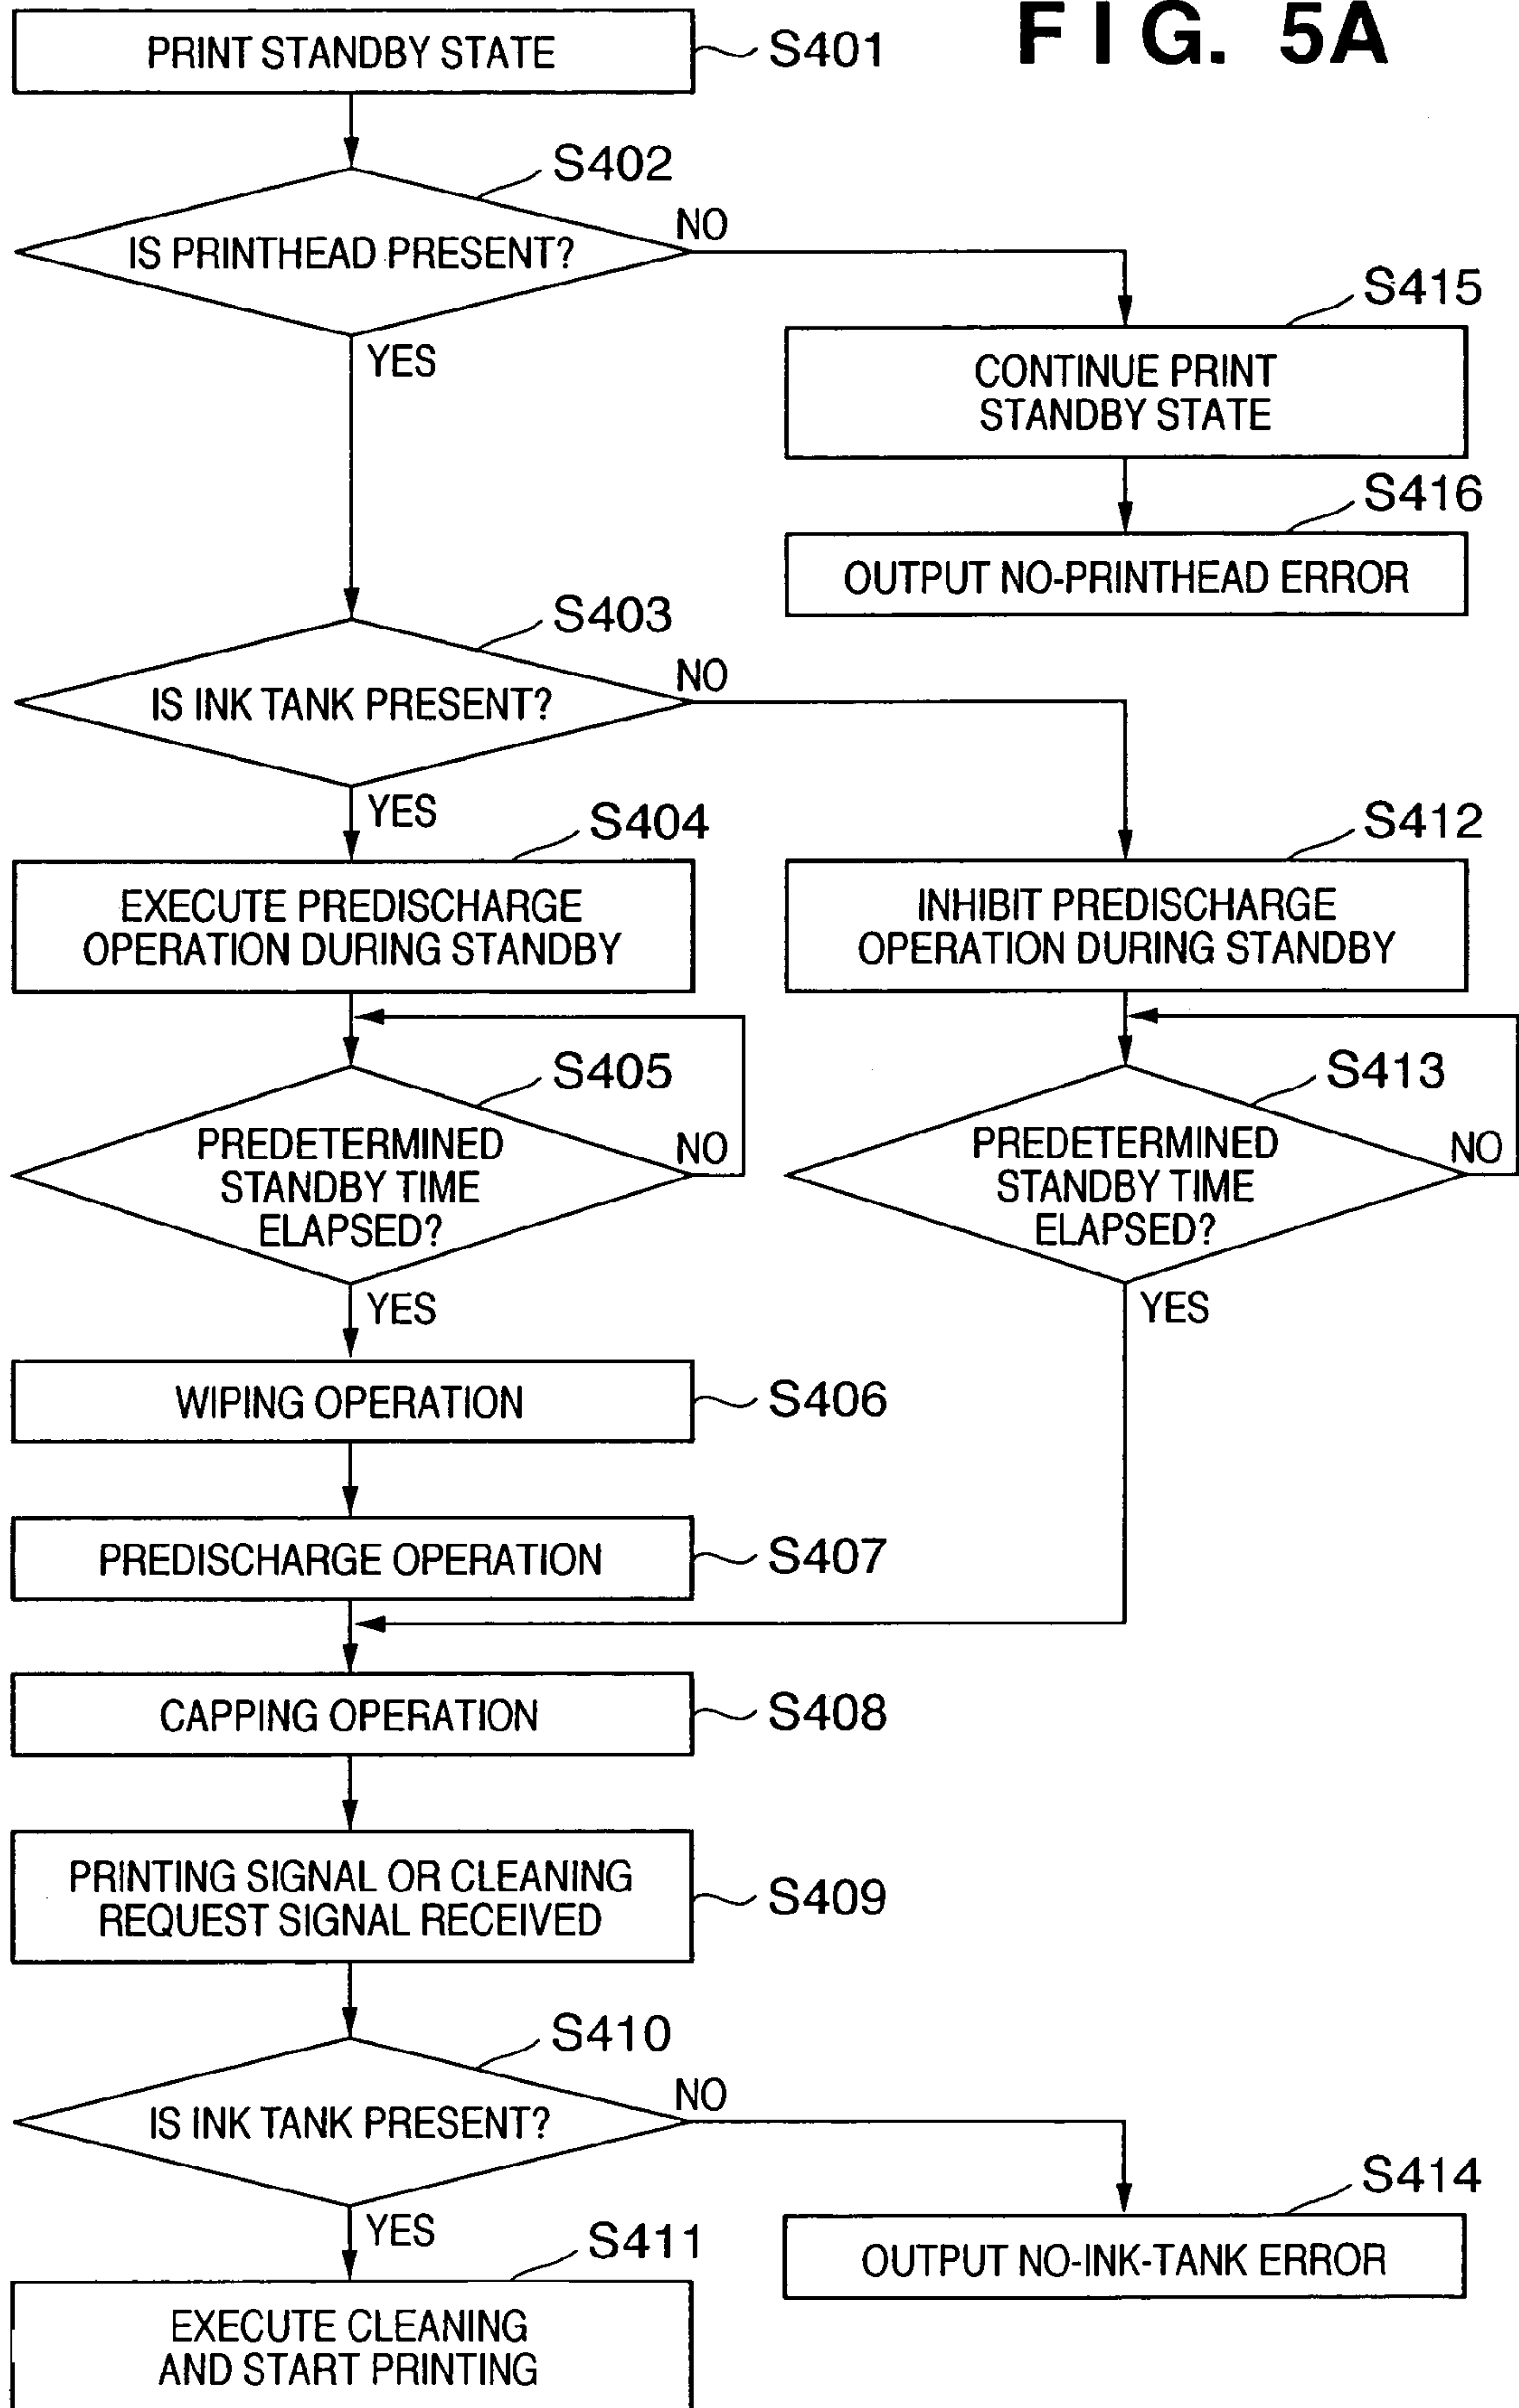 FIG. 5A
PRINT STANDBY STATE
S401
S402
IS PRINTHEAD PRESENT?
NO
YES
S415
CONTINUE PRINT
STANDBY STATE
S416
OUTPUT NO-PRINTHEAD ERROR
S403
IS INK TANK PRESENT?
NO
YES
S404
EXECUTE PREDISCHARGE
OPERATION DURING STANDBY
S412
INHIBIT PREDISCHARGE
OPERATION DURING STANDBY
S405
PREDETERMINED
STANDBY TIME
ELAPSED?
NO
YES
S413
PREDETERMINED
STANDBY TIME
ELAPSED?
NO
YES
WIPING OPERATION
S406
PREDISCHARGE OPERATION
S407
CAPPING OPERATION
S408
PRINTING SIGNAL OR CLEANING
REQUEST SIGNAL RECEIVED
S409
S410
IS INK TANK PRESENT?
NO
YES
S414
OUTPUT NO-INK-TANK ERROR
S411
EXECUTE CLEANING
AND START PRINTING